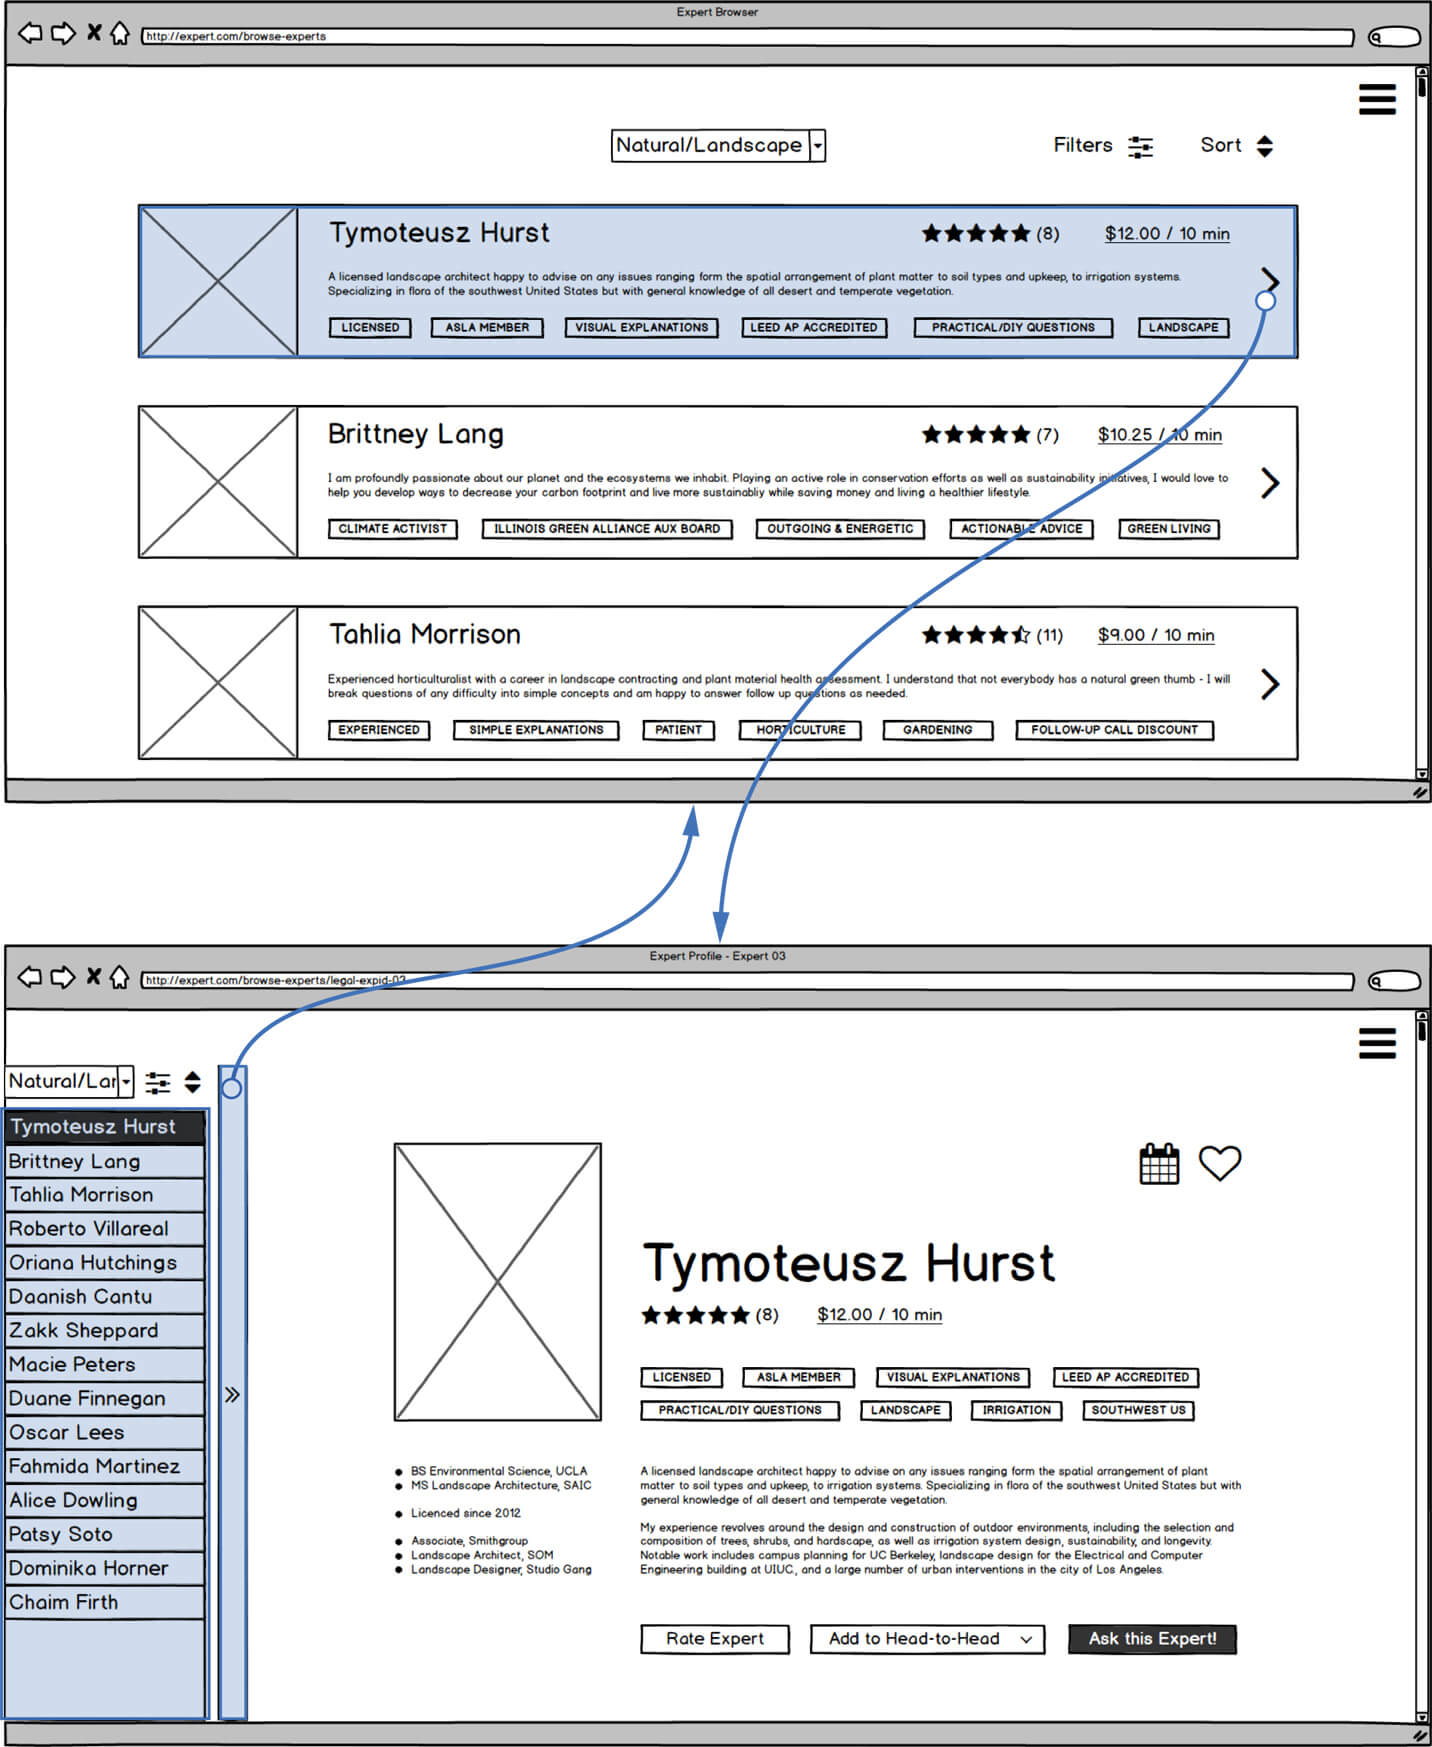 Expert Browser
http://expert.com/browse-experts
Natural/Landscape
Filters
Sort
Tymoteusz Hurst
(8)
$12.00 / 10 min
A licensed landscape architect happy to advise on any issues ranging form the spatial arrangement of plant matter to soil types and upkeep, to irrigation systems.
Specializing in flora of the southwest United States but with general knowledge of all desert and temperate vegetation.
LICENSED
ASLA MEMBER
VISUAL EXPLANATIONS
LEED AP ACCREDITED
PRACTICAL/DIY QUESTIONS
LANDSCAPE
Brittney Lang
(7)
$10.25 / 10 min
I am profoundly passionate about our planet and the ecosystems we inhabit. Playing an active role in conservation efforts as well as sustainability initiatives, I would love to
help you develop ways to decrease your carbon footprint and live more sustainabliy while saving money and living a healthier lifestyle.
CLIMATE ACTIVIST
ILLINOIS GREEN ALLIANCE AUX BOARD
OUTGOING & ENERGETIC
ACTIONABLE ADVICE
GREEN LIVING
Tahlia Morrison
(11)
$9.00 / 10 min
Experienced horticulturalist with a career in landscape contracting and plant material health assessment. I understand that not everybody has a natural green thumb - I will
break questions of any difficulty into simple concepts and am happy to answer follow up questions as needed.
EXPERIENCED
SIMPLE EXPLANATIONS
PATIENT
HORTICULTURE
GARDENING
FOLLOW-UP CALL DISCOUNT
Expert Profile - Expert 03
http://expert.com/browse-experts/legal-expid-03
Natural/Lar
Tymoteusz Hurst
Brittney Lang
Tahlia Morrison
Roberto Villareal
Oriana Hutchings
Daanish Cantu
Zakk Sheppard
Macie Peters
Duane Finnegan
Oscar Lees
Fahmida Martinez
Alice Dowling
Patsy Soto
Dominika Horner
Chaim Firth
Tymoteusz Hurst
(8)
$12.00 / 10 min
LICENSED
ASLA MEMBER
VISUAL EXPLANATIONS
LEED AP ACCREDITED
PRACTICAL/DIY QUESTIONS
LANDSCAPE
IRRIGATION
SOUTHWEST US
BS Environmental Science, UCLA
MS Landscape Architecture, SAIC
Licenced since 2012
Associate, Smithgroup
Landscape Architect, SOM
Landscape Designer, Studio Gang
A licensed landscape architect happy to advise on any issues ranging form the spatial arrangement of plant
matter to soil types and upkeep, to irrigation systems. Specializing in flora of the southwest United States but with
general knowledge of all desert and temperate vegetation.
My experience revolves around the design and construction of outdoor environments, including the selection and
composition of trees, shrubs, and hardscape, as well as irrigation system design, sustainability, and longevity.
Notable work includes campus planning for UC Berkeley, landscape design for the Electrical and Computer
Engineering building at UIUC., and a large number of urban interventions in the city of Los Angeles.
Rate Expert
Add to Head-to-Head
Ask this Expert!